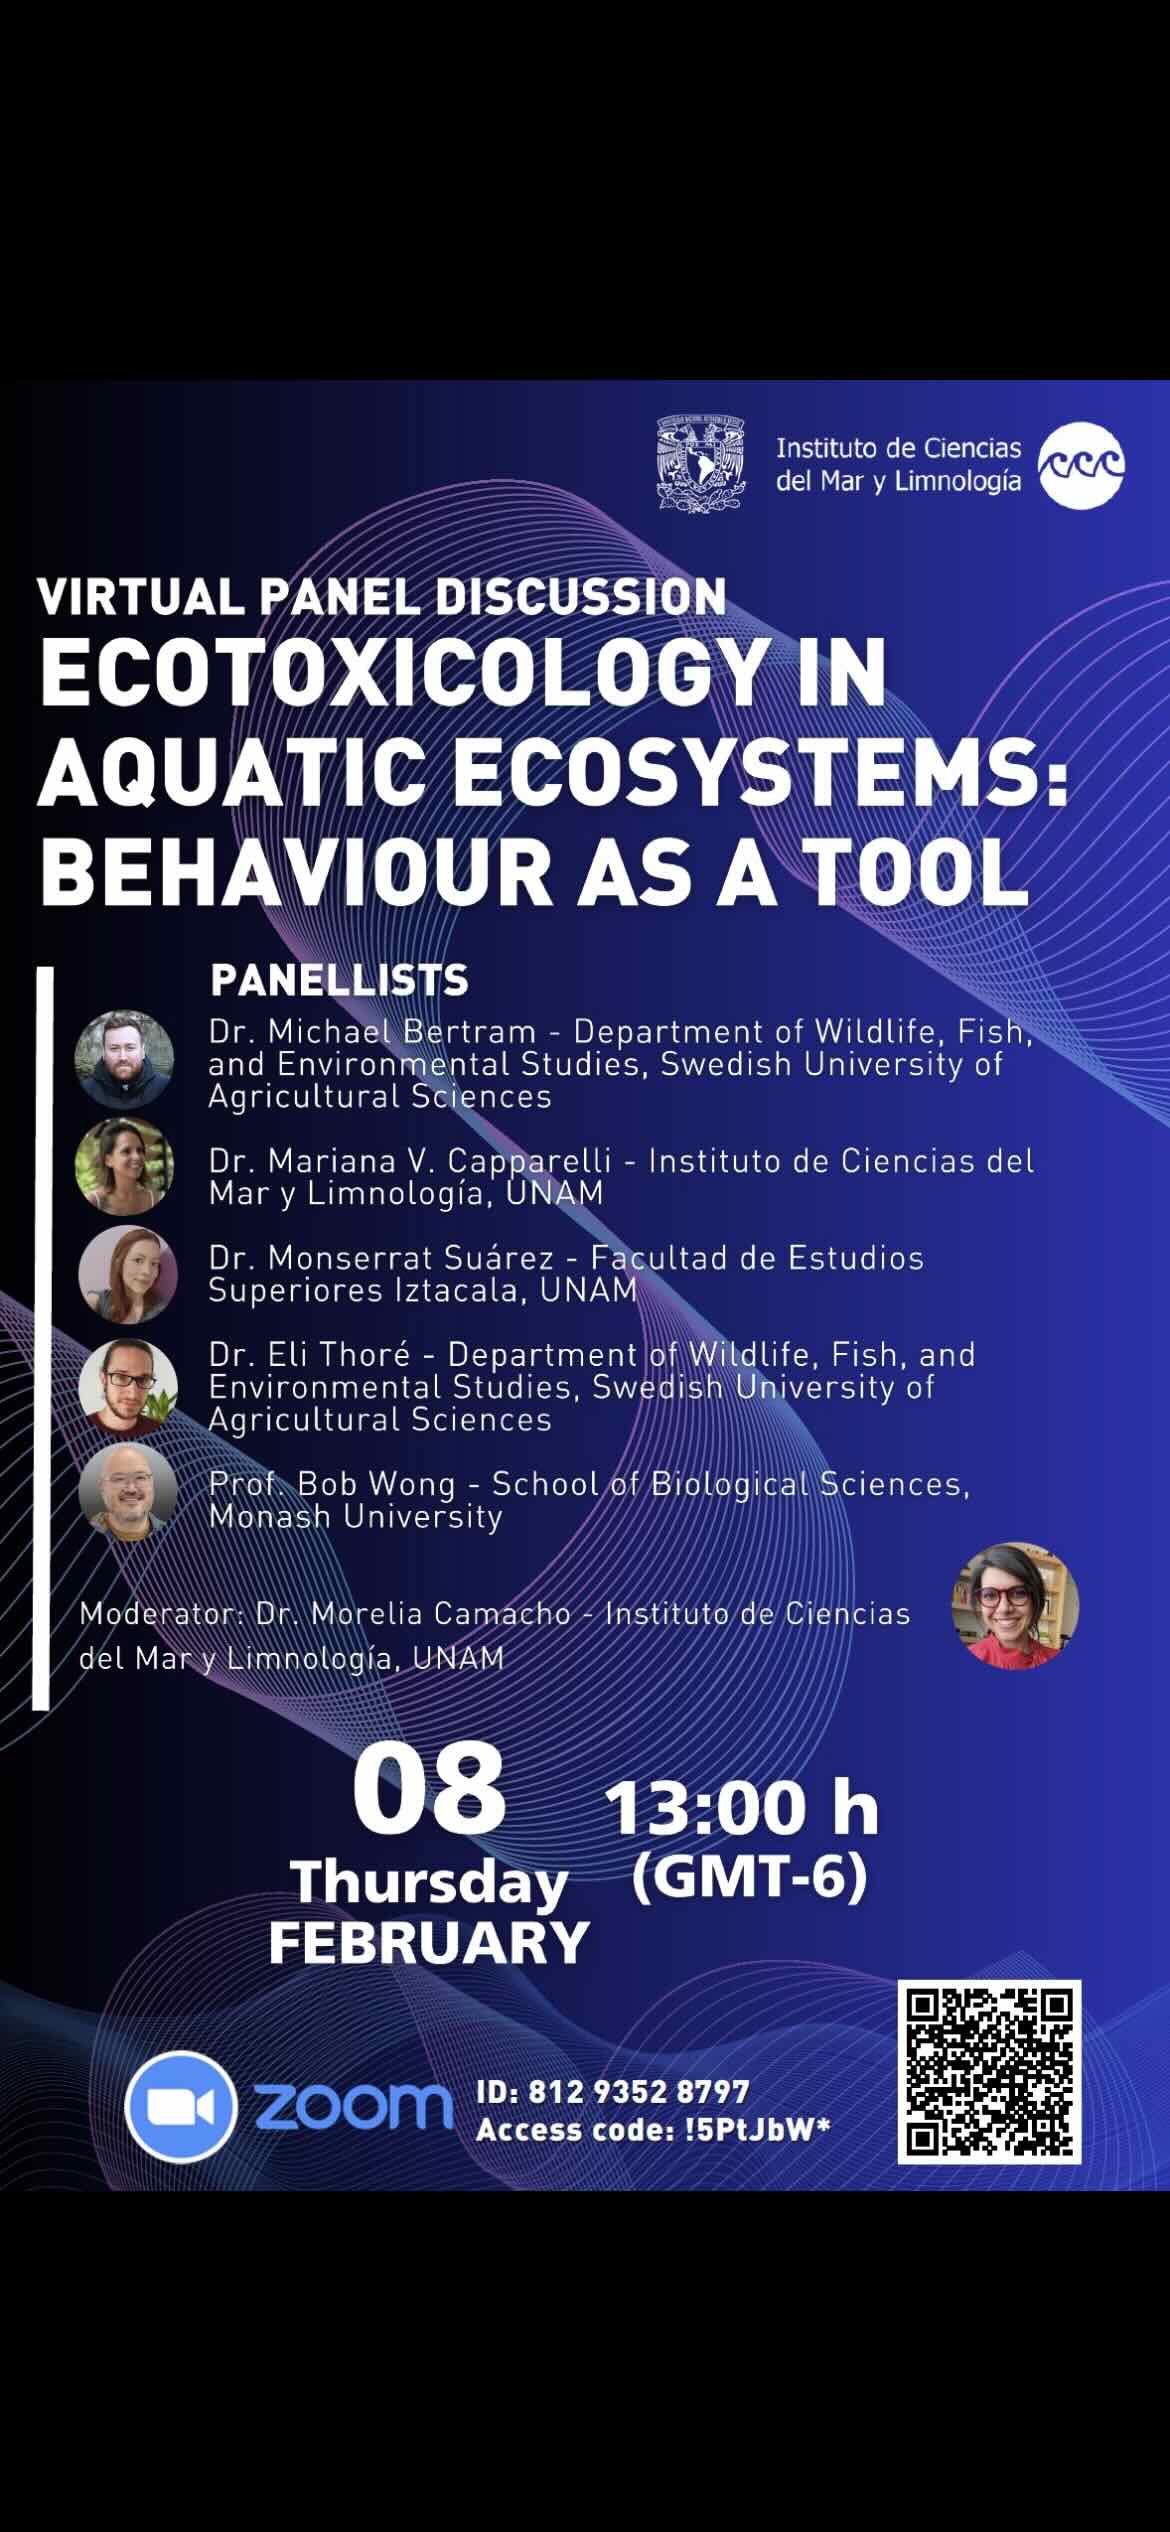 Instituto de Ciencias
del Mar y Limnología
VIRTUAL PANEL DISCUSSION
ECOTOXICOLOGY IN
AQUATIC ECOSYSTEMS:
BEHAVIOUR AS A TOOL
PANELLISTS
Dr. Michael Bertram - Department of Wildlife, Fish,
and Environmental Studies, Swedish University of
Agricultural Sciences
Dr. Mariana V. Capparelli - Instituto de Ciencias del
Mar y Limnología, UNAM
Dr. Monserrat Suárez - Facultad de Estudios
Superiores Iztacala, UNAM
Dr. Eli Thoré - Department of Wildlife, Fish, and
Environmental Studies, Swedish University of
Agricultural Sciences
Prof. Bob Wong - School of Biological Sciences,
Monash University
Moderator: Dr. Morelia Camacho - Instituto de Ciencias
del Mar y Limnología, UNAM
08
Thursday
FEBRUARY
13:00 h
(GMT-6)
zoom
ID: 812 9352 8797
Access code: !5PtJbW*